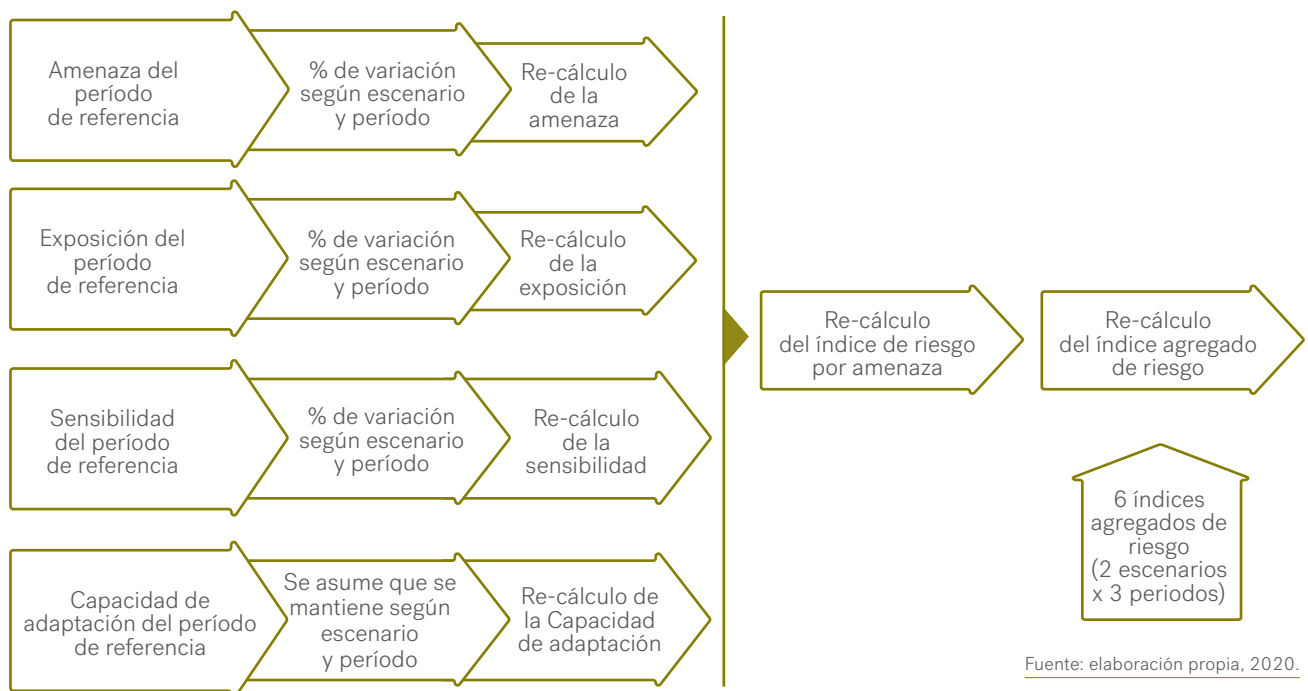 Amenaza del
período
de referencia
% de variación
según escenario
y período
Re-cálculo
de la
amenaza
Exposición del
período
de referencia
% de variación
según escenario
y período
Re-cálculo
de la
exposición
Sensibilidad
del período
de referencia
% de variación
según escenario
y período
Re-cálculo
de la
sensibilidad
Capacidad de
adaptación del período
de referencia
Se asume que se
mantiene según
escenario
y período
Re-cálculo de
la Capacidad
de adaptación
Re-cálculo
del índice de riesgo
por amenaza
Re-cálculo
del índice agregado
de riesgo
6 índices
agregados de
riesgo
(2 escenarios
x 3 periodos)
Fuente: elaboración propia, 2020.